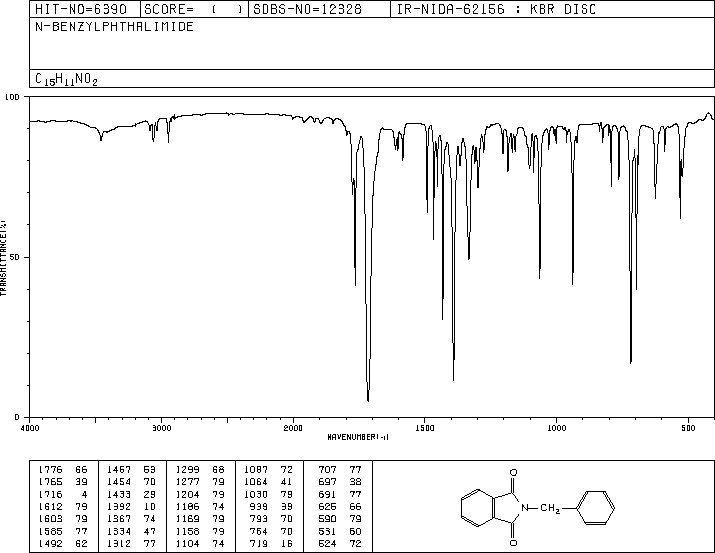 HIT-NO=6390 SCORE= ( ) SDBS-NO=12328 IR-NIDA-62156 : KBR DISC
N-BENZYLPHTHALIMIDE
C15H11NO2
100
TRANSMITTANCE(%)
50
0
4000 3000 2000 1500 1000 500
WAVENUMBER(-1)
1776 66 1467 53 1299 68 1087 72 707 77
1765 39 1454 70 1277 79 1064 41 697 38
1716 4 1433 29 1204 79 1030 79 691 77
1612 79 1392 10 1186 74 939 39 625 66
1603 79 1367 74 1169 79 793 70 590 79
1585 77 1334 47 1158 79 764 70 531 60
1492 62 1312 77 1104 74 719 16 524 72
O
N-CH2
O